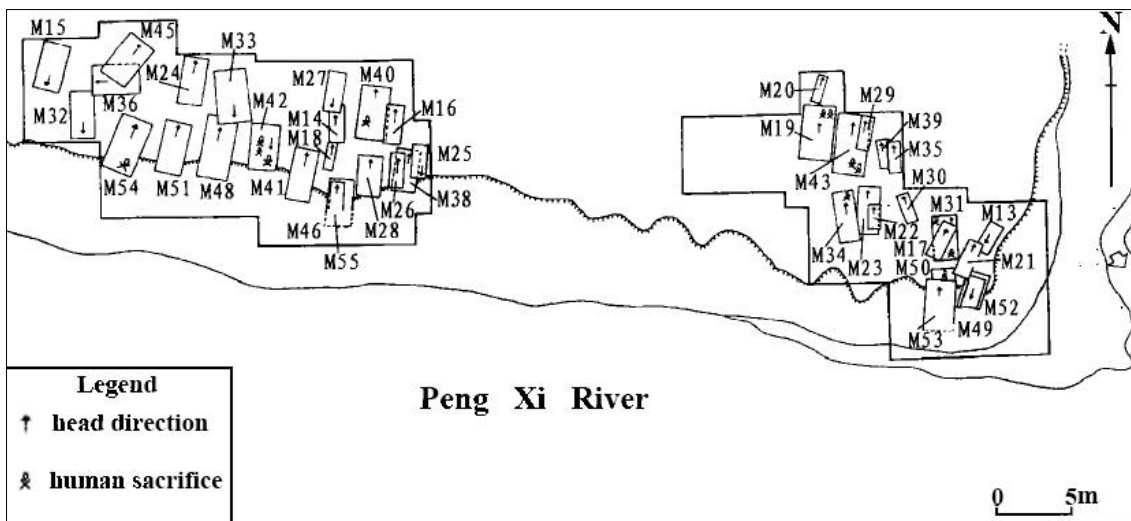 M15
M45
M33
M24
M36
M32
M42
M27
M40
M14
M16
M18
M25
M54
M51
M48
M41
M46
M26
M38
M28
M55
N
M20
M29
M19
M39
M35
M43
M30
M31
M13
M22
M34
M17
M23
M50
M21
M52
M49
M53
Peng Xi River
Legend
head direction
human sacrifice
0 5m